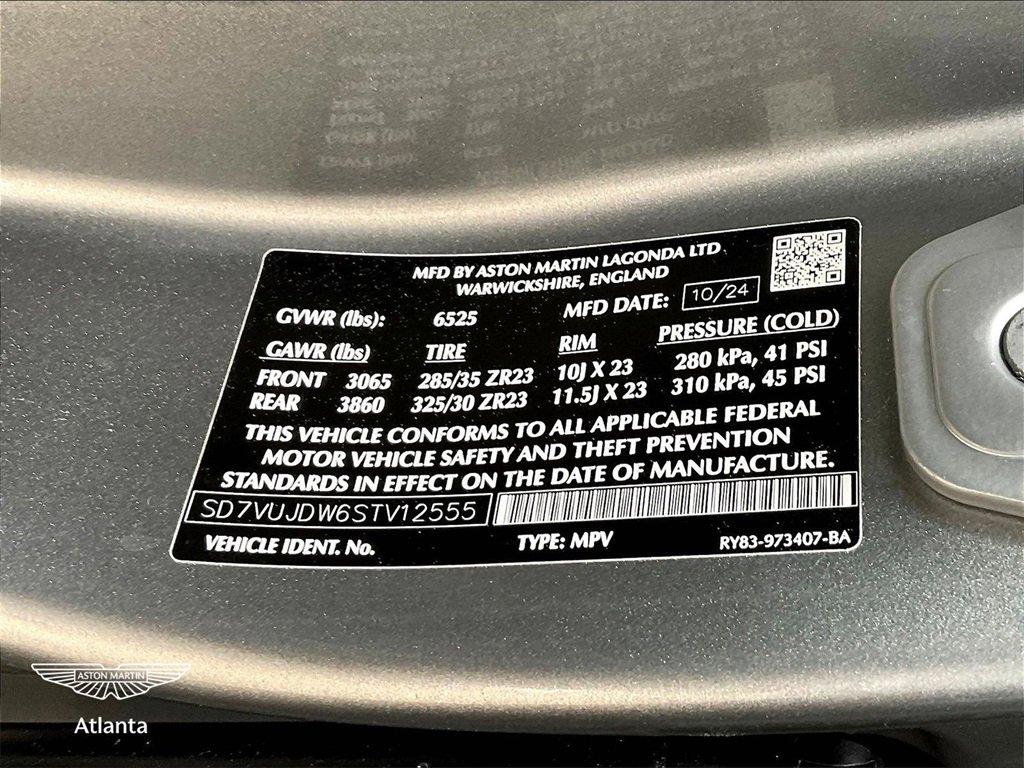 MFD BY ASTON MARTIN LAGONDA LTD
WARWICKSHIRE, ENGLAND
GVWR (lbs): 6525 MFD DATE: 10/24
GAWR (lbs) TIRE RIM PRESSURE (COLD)
FRONT 3065 285/35 ZR23 10J X 23 280 kPa, 41 PSI
REAR 3860 325/30 ZR23 11.5J X 23 310 kPa, 45 PSI
THIS VEHICLE CONFORMS TO ALL APPLICABLE FEDERAL
MOTOR VEHICLE SAFETY AND THEFT PREVENTION
STANDARDS IN EFFECT ON THE DATE OF MANUFACTURE.
SD7VUJDW6STV12555
VEHICLE IDENT. No. TYPE: MPV RY83-973407-BA
ASTON MARTIN
Atlanta